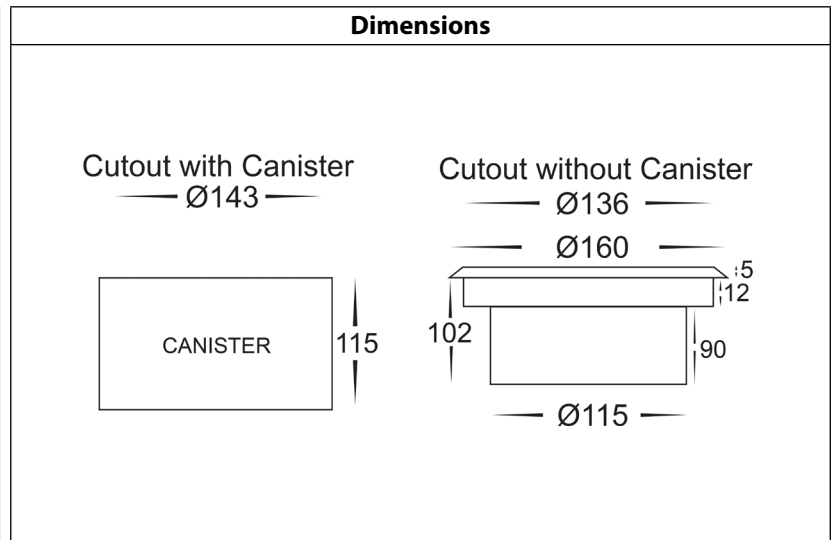 Dimensions
Cutout with Canister
Ø143
CANISTER
115
Cutout without Canister
Ø136
Ø160
5
12
102
90
Ø115